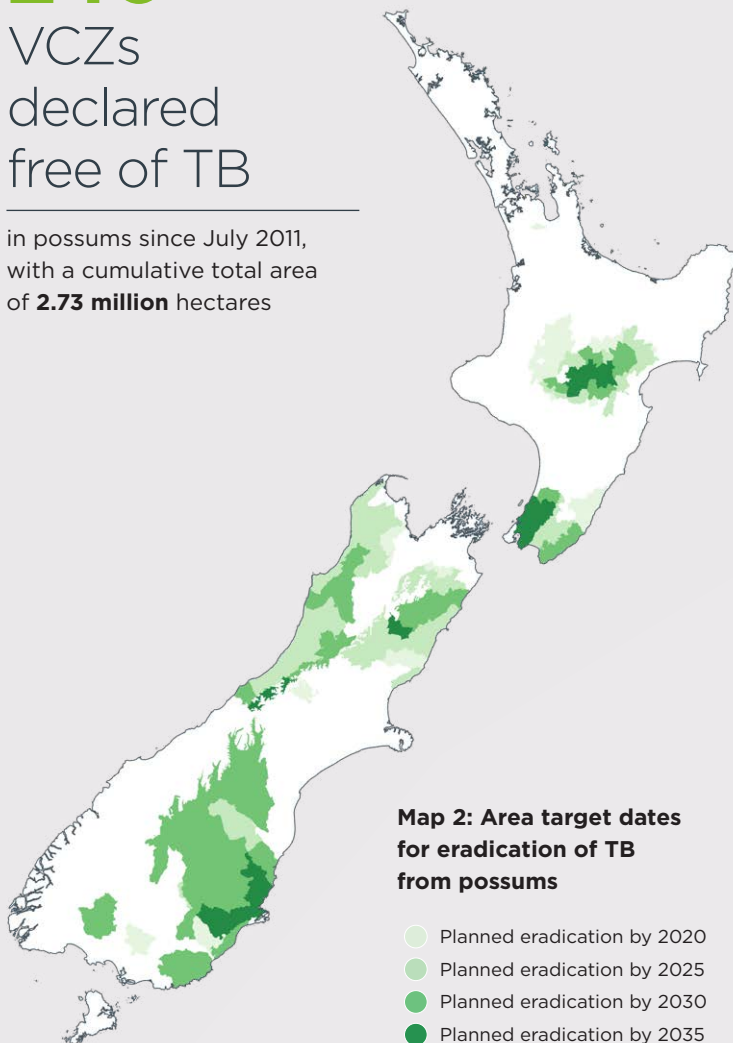 VCZs
declared
free of TB
in possums since July 2011,
with a cumulative total area
of 2.73 million hectares
Map 2: Area target dates
for eradication of TB
from possums
Planned eradication by 2020
Planned eradication by 2025
Planned eradication by 2030
Planned eradication by 2035